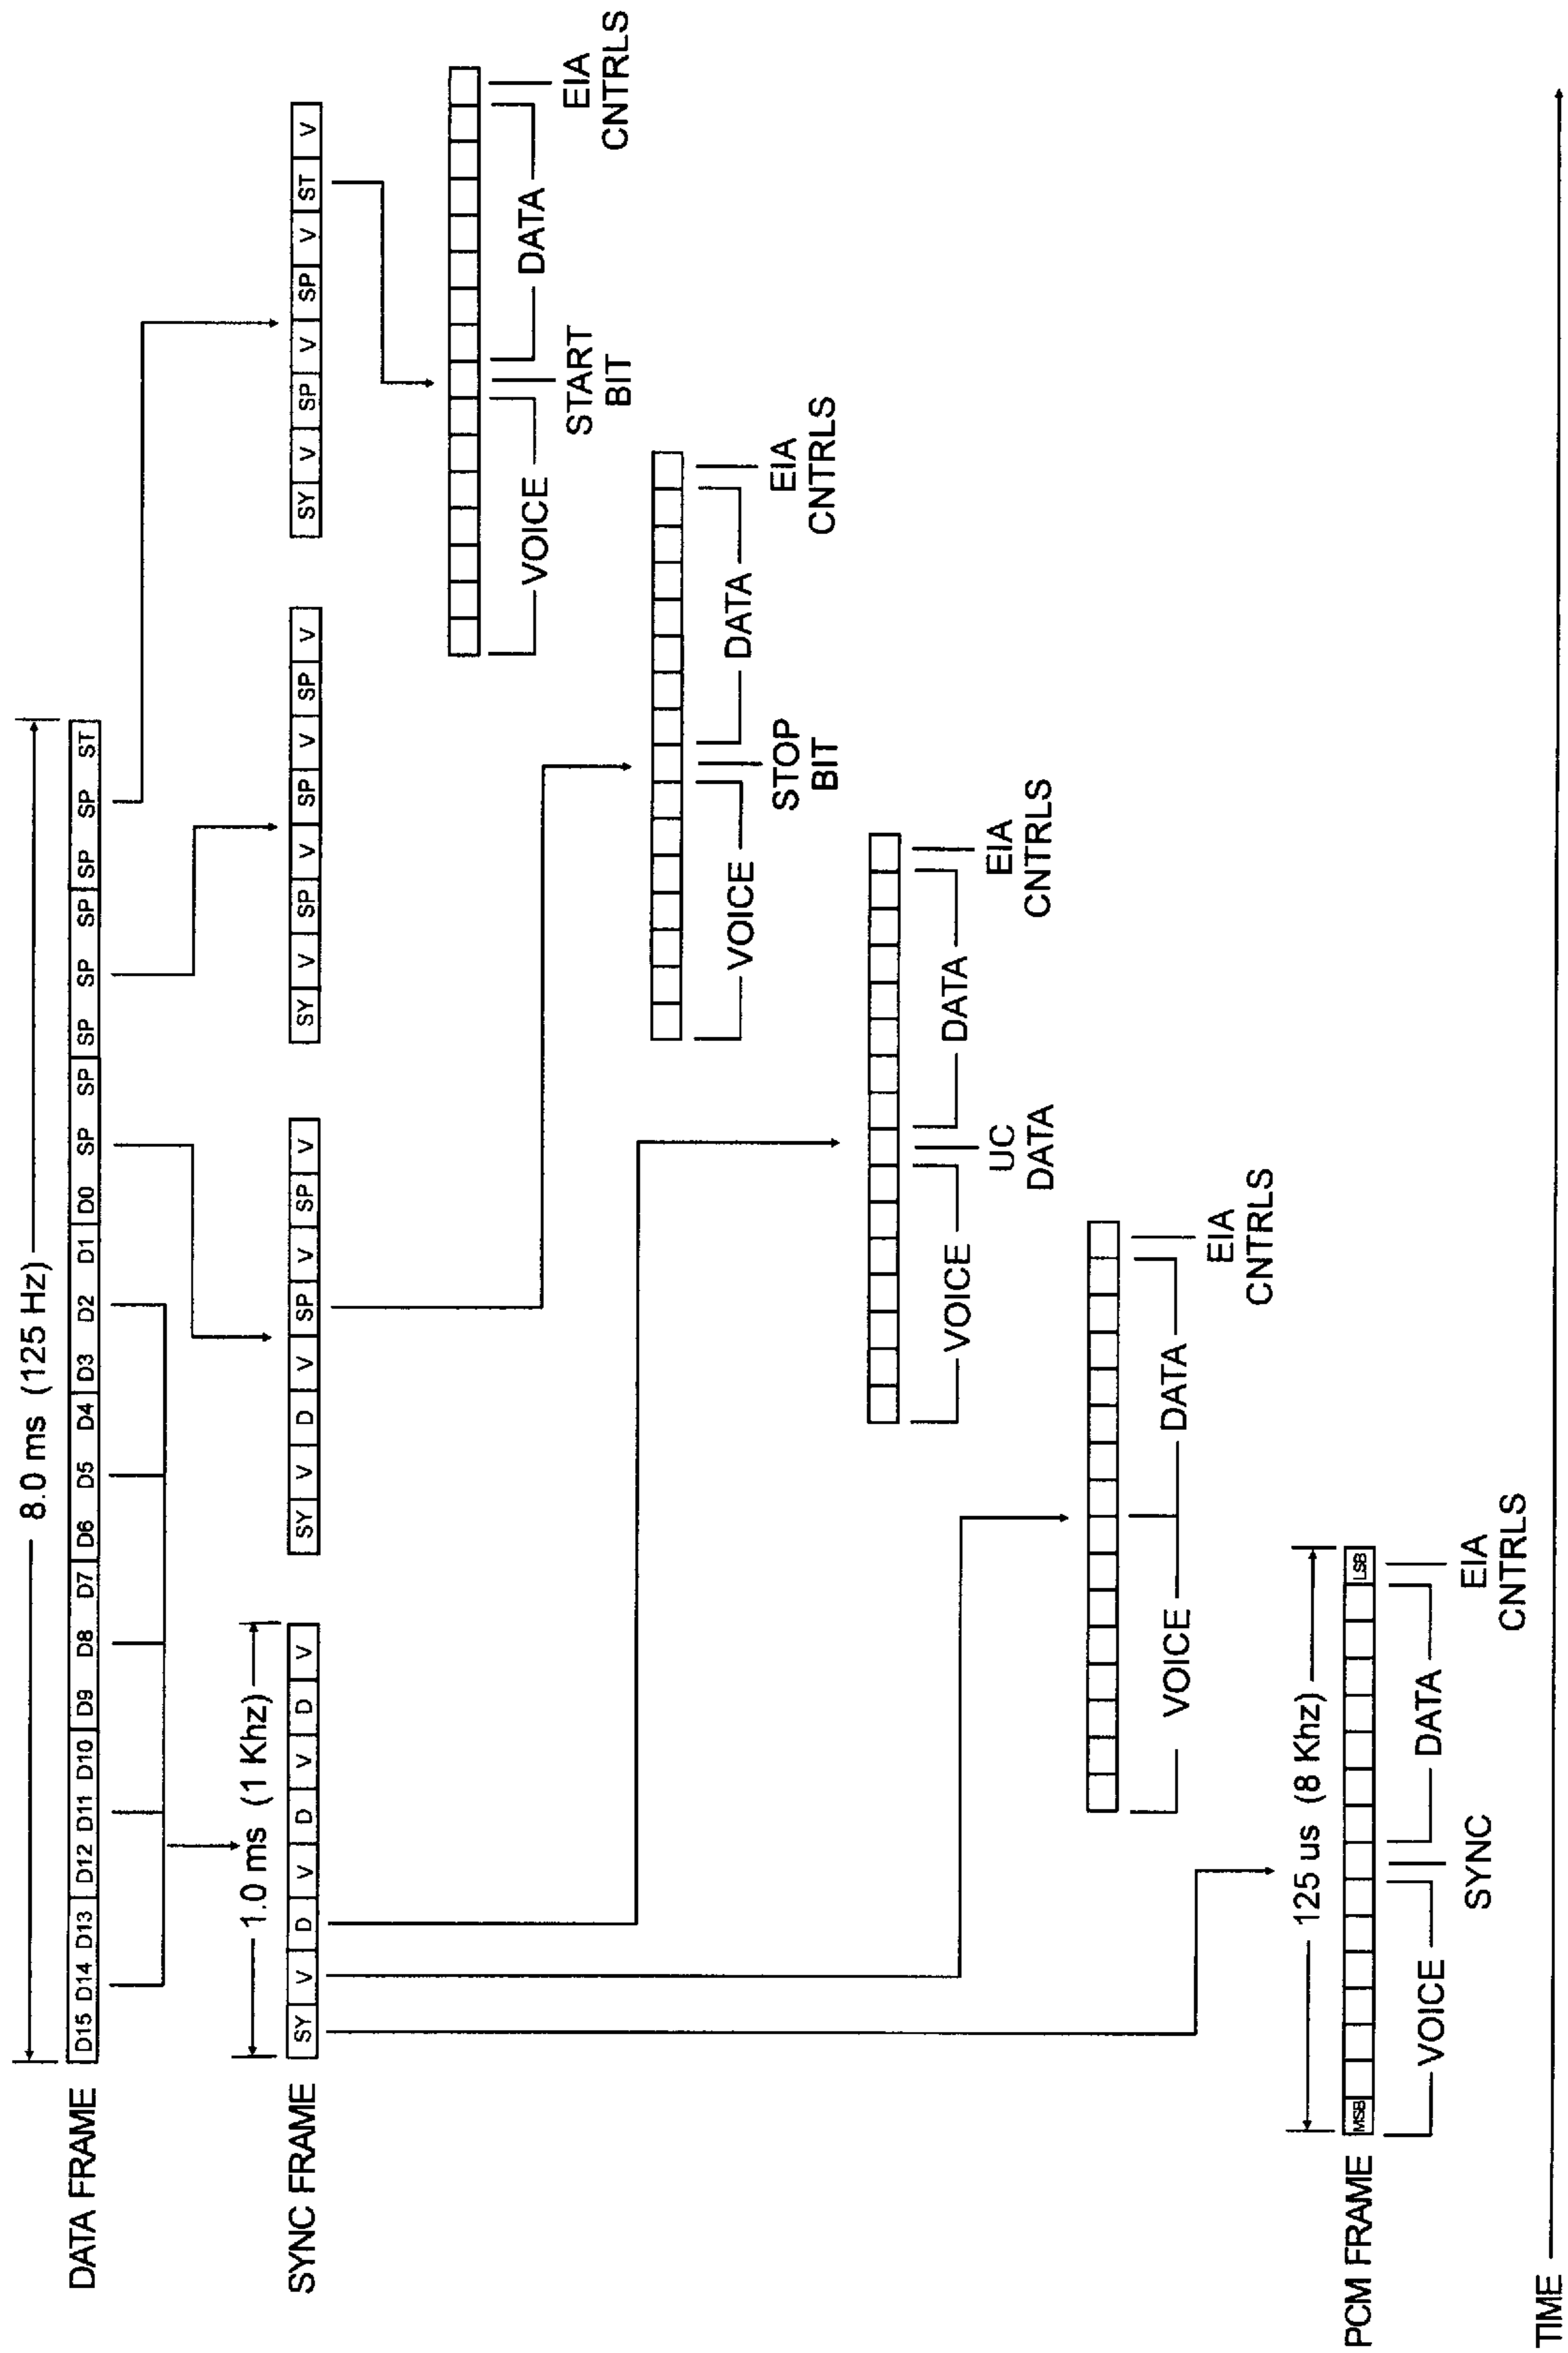 8.0 ms (125 Hz)
DATA FRAME D15 D14 D13 D12 D11 D10 D9 D8 D7 D6 D5 D4 D3 D2 D1 D0 SP SP SP SP SP SP SP ST
1.0 ms (1 Khz)
SYNC FRAME SY V D V D V D V
SY V D V SP V SP V
SY V SP V SP V SP V
SY V SP V SP V ST V
VOICE DATA
START
BIT
EIA
CNTRLS
VOICE DATA
STOP
BIT
EIA
CNTRLS
VOICE DATA
UC
DATA
EIA
CNTRLS
VOICE DATA
EIA
CNTRLS
125 us (8 Khz)
PCM FRAME MSB LSB
VOICE DATA
SYNC
EIA
CNTRLS
TIME